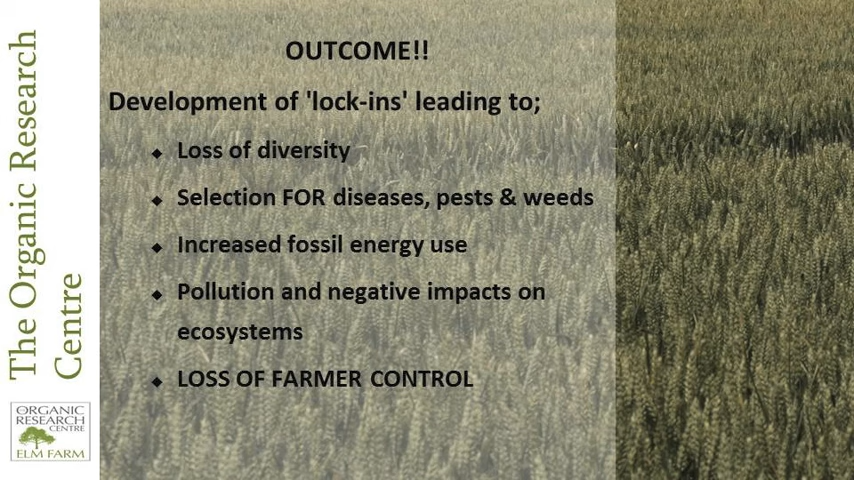 The Organic Research
Centre
OUTCOME!!
Development of 'lock-ins' leading to;
◆ Loss of diversity
◆ Selection FOR diseases, pests & weeds
◆ Increased fossil energy use
◆ Pollution and negative impacts on
ecosystems
◆ LOSS OF FARMER CONTROL
ORGANIC
RESEARCH
CENTRE
ELM FARM